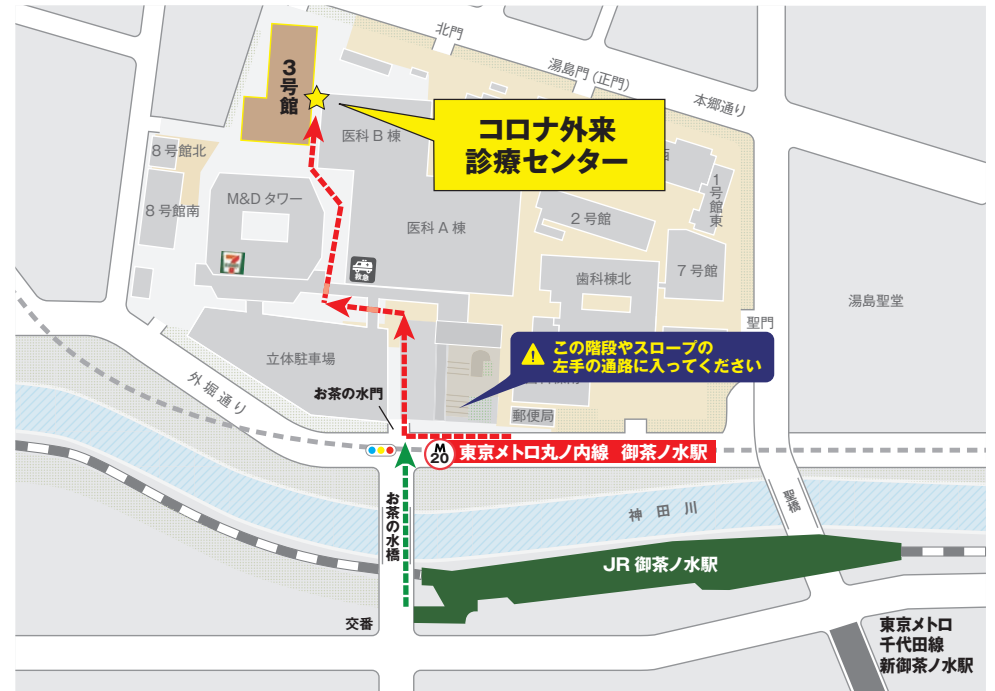 北門
湯島門(正門)
本郷通り
3号館
コロナ外来
診療センター
医科B棟
8号館北
8号館南
M&Dタワー
医科A棟
西
1号館東
2号館
7号館
歯科棟北
救急
7
湯島聖堂
聖門
この階段やスロープの
左手の通路に入ってください
立体駐車場
外堀通り
お茶の水門
郵便局
M
20
東京メトロ丸ノ内線 御茶ノ水駅
お茶の水橋
神田川
聖橋
JR 御茶ノ水駅
交番
東京メトロ
千代田線
新御茶ノ水駅